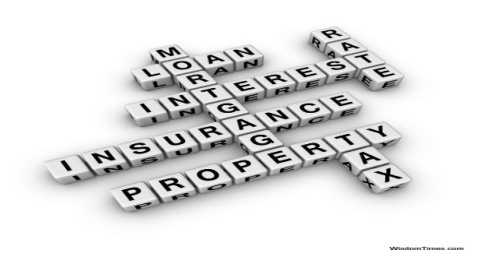 MORTGAGE
LOAN
RATE
INTEREST
INSURANCE
PROPERTY
TAX
WisdomTimes.com